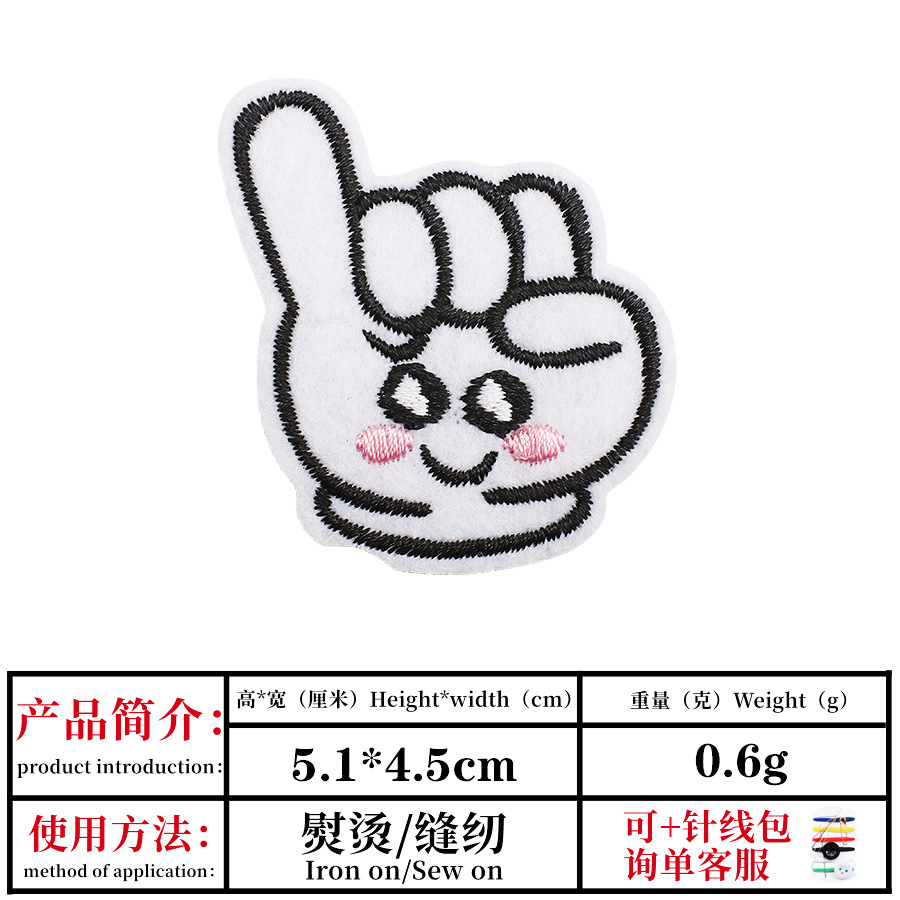 产品简介：
product introduction：
高*宽（厘米）Height*width（cm）
重量（克）Weight（g）
5.1*4.5cm
0.6g
使用方法：
method of application：
熨烫/缝纫
Iron on/Sew on
可+针线包
询单客服